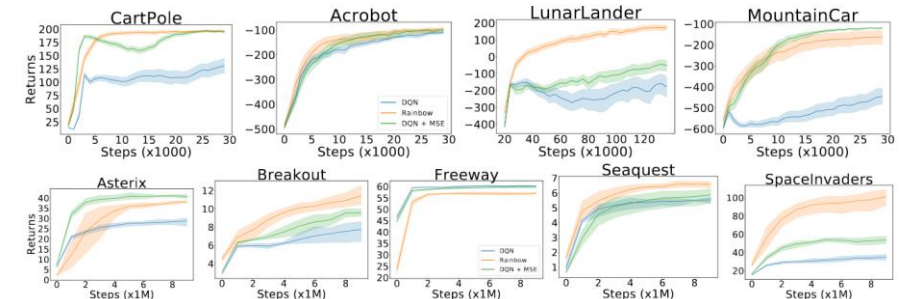 CartPole
Acrobot
LunarLander
MountainCar
Returns
200
175
150
125
100
75
50
25
0 5 10 15 20 25 30
Steps (x1000)
−100
−200
−300
−400
−500
0 5 10 15 20 25 30
Steps (x1000)
DQN
Rainbow
DQN + MSE
200
100
0
−100
−200
−300
−400
20 40 60 80 100 120
Steps (x1000)
−100
−200
−300
−400
−500
−600
0 5 10 15 20 25 30
Steps (x1000)
Asterix
Breakout
Freeway
Seaquest
SpaceInvaders
Returns
40
35
30
25
20
15
10
5
0
0 2 4 6 8
Steps (x1M)
12
10
8
6
4
0 2 4 6 8
Steps (x1M)
60
55
50
45
40
35
30
25
20
0 2 4 6 8
Steps (x1M)
DQN
Rainbow
DQN + MSE
7
6
5
4
3
2
1
0 2 4 6 8
Steps (x1M)
100
80
60
40
20
0 2 4 6 8
Steps (x1M)